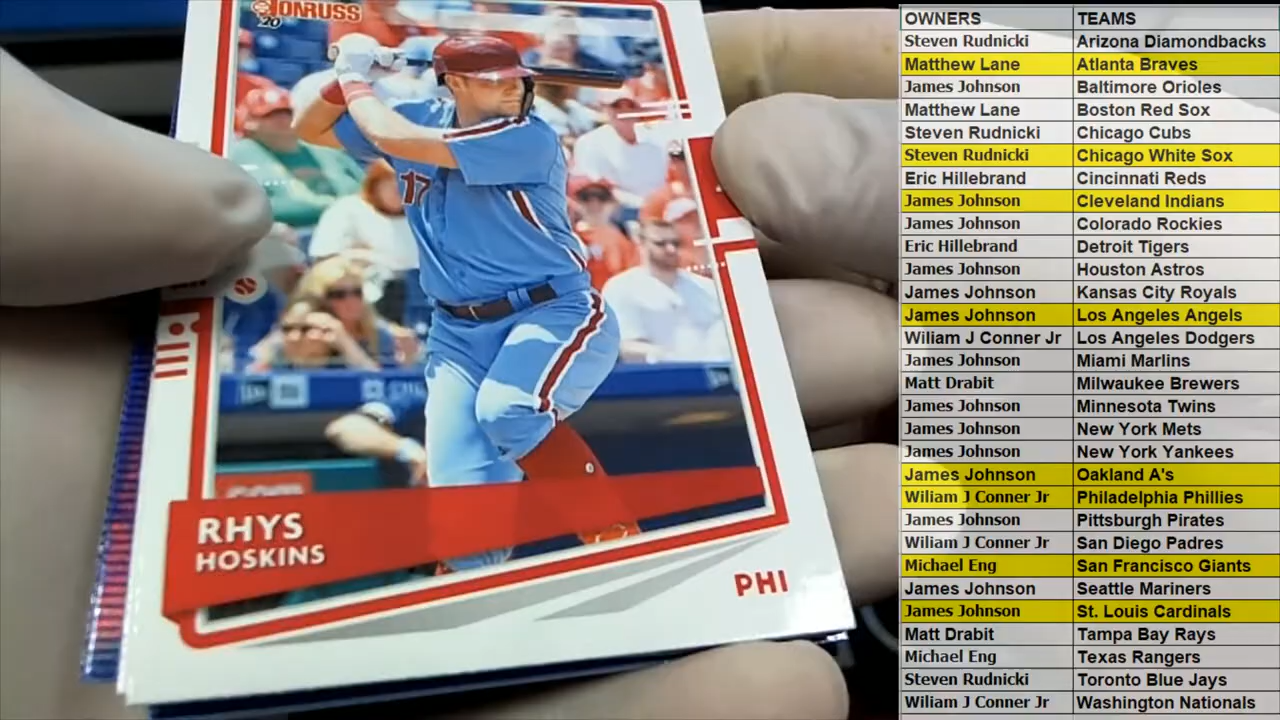 DONRUSS
20
17
RHYS
HOSKINS
PHI
OWNERS TEAMS
Steven Rudnicki Arizona Diamondbacks
Matthew Lane Atlanta Braves
James Johnson Baltimore Orioles
Matthew Lane Boston Red Sox
Steven Rudnicki Chicago Cubs
Steven Rudnicki Chicago White Sox
Eric Hillebrand Cincinnati Reds
James Johnson Cleveland Indians
James Johnson Colorado Rockies
Eric Hillebrand Detroit Tigers
James Johnson Houston Astros
James Johnson Kansas City Royals
James Johnson Los Angeles Angels
Wiliam J Conner Jr Los Angeles Dodgers
James Johnson Miami Marlins
Matt Drabit Milwaukee Brewers
James Johnson Minnesota Twins
James Johnson New York Mets
James Johnson New York Yankees
James Johnson Oakland A's
Wiliam J Conner Jr Philadelphia Phillies
James Johnson Pittsburgh Pirates
Wiliam J Conner Jr San Diego Padres
Michael Eng San Francisco Giants
James Johnson Seattle Mariners
James Johnson St. Louis Cardinals
Matt Drabit Tampa Bay Rays
Michael Eng Texas Rangers
Steven Rudnicki Toronto Blue Jays
Wiliam J Conner Jr Washington Nationals